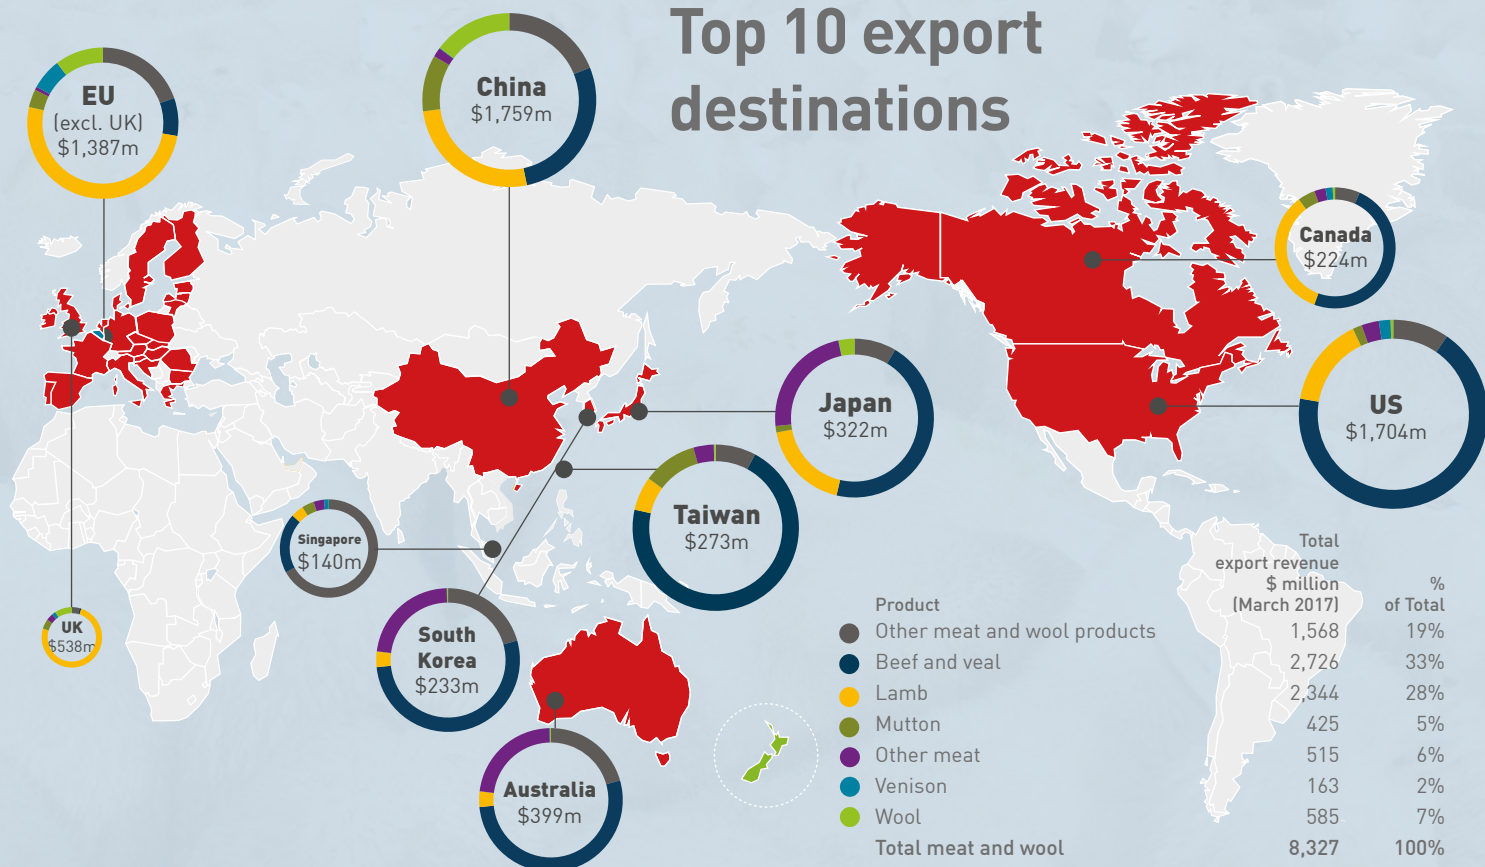 Top 10 export
destinations
EU
(excl. UK)
$1,387m
China
$1,759m
Canada
$224m
US
$1,704m
Japan
$322m
Taiwan
$273m
Singapore
$140m
UK
$538m
South
Korea
$233m
Australia
$399m
Total
export revenue
$ million %
Product (March 2017) of Total
Other meat and wool products 1,568 19%
Beef and veal 2,726 33%
Lamb 2,344 28%
Mutton 425 5%
Other meat 515 6%
Venison 163 2%
Wool 585 7%
Total meat and wool 8,327 100%